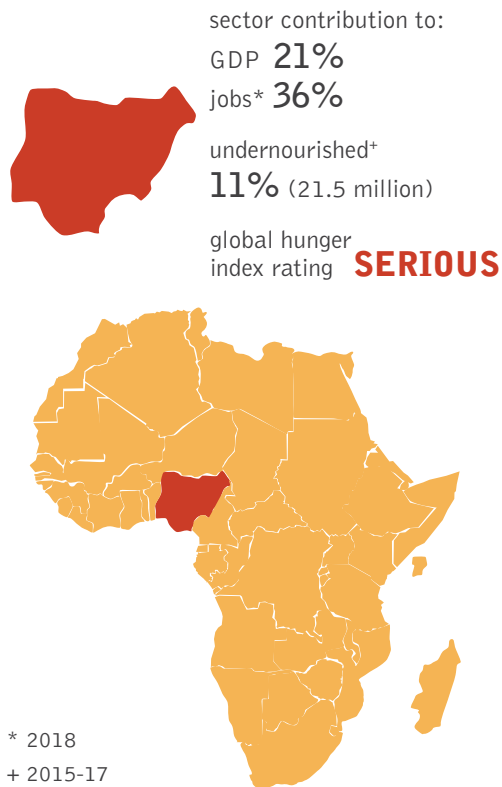 sector contribution to:
GDP 21%
jobs* 36%
undernourished+
11% (21.5 million)
global hunger
index rating SERIOUS
* 2018
+ 2015-17